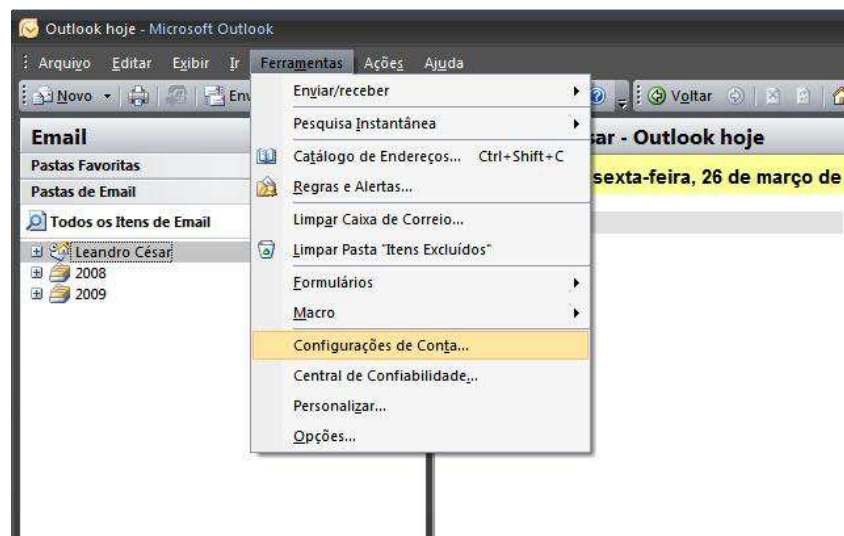 Outlook hoje - Microsoft Outlook
Arquivo Editar Exibir Ir Ferramentas Ações Ajuda
Novo Voltar
Email
Pastas Favoritas
Pastas de Email
Todos os Itens de Email
Leandro César
2008
2009
Enviar/receber
Pesquisa Instantânea
Catálogo de Endereços... Ctrl+Shift+C
Regras e Alertas...
Limpar Caixa de Correio...
Limpar Pasta "Itens Excluídos"
Formulários
Macro
Configurações de Conta...
Central de Confiabilidade...
Personalizar...
Opções...
- Outlook hoje
sexta-feira, 26 de março de